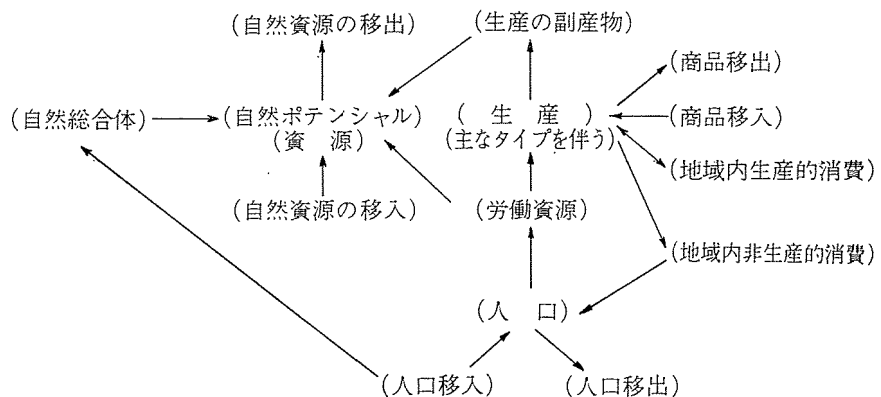 (自然資源の移出)
(生産の副産物)
(商品移出)
(自然総合体)
(自然ポテンシャル)
(資 源)
(生 産)
(主なタイプを伴う)
(商品移入)
(地域内生産的消費)
(自然資源の移入)
(労働資源)
(地域内非生産的消費)
(人 口)
(人口移入)
(人口移出)